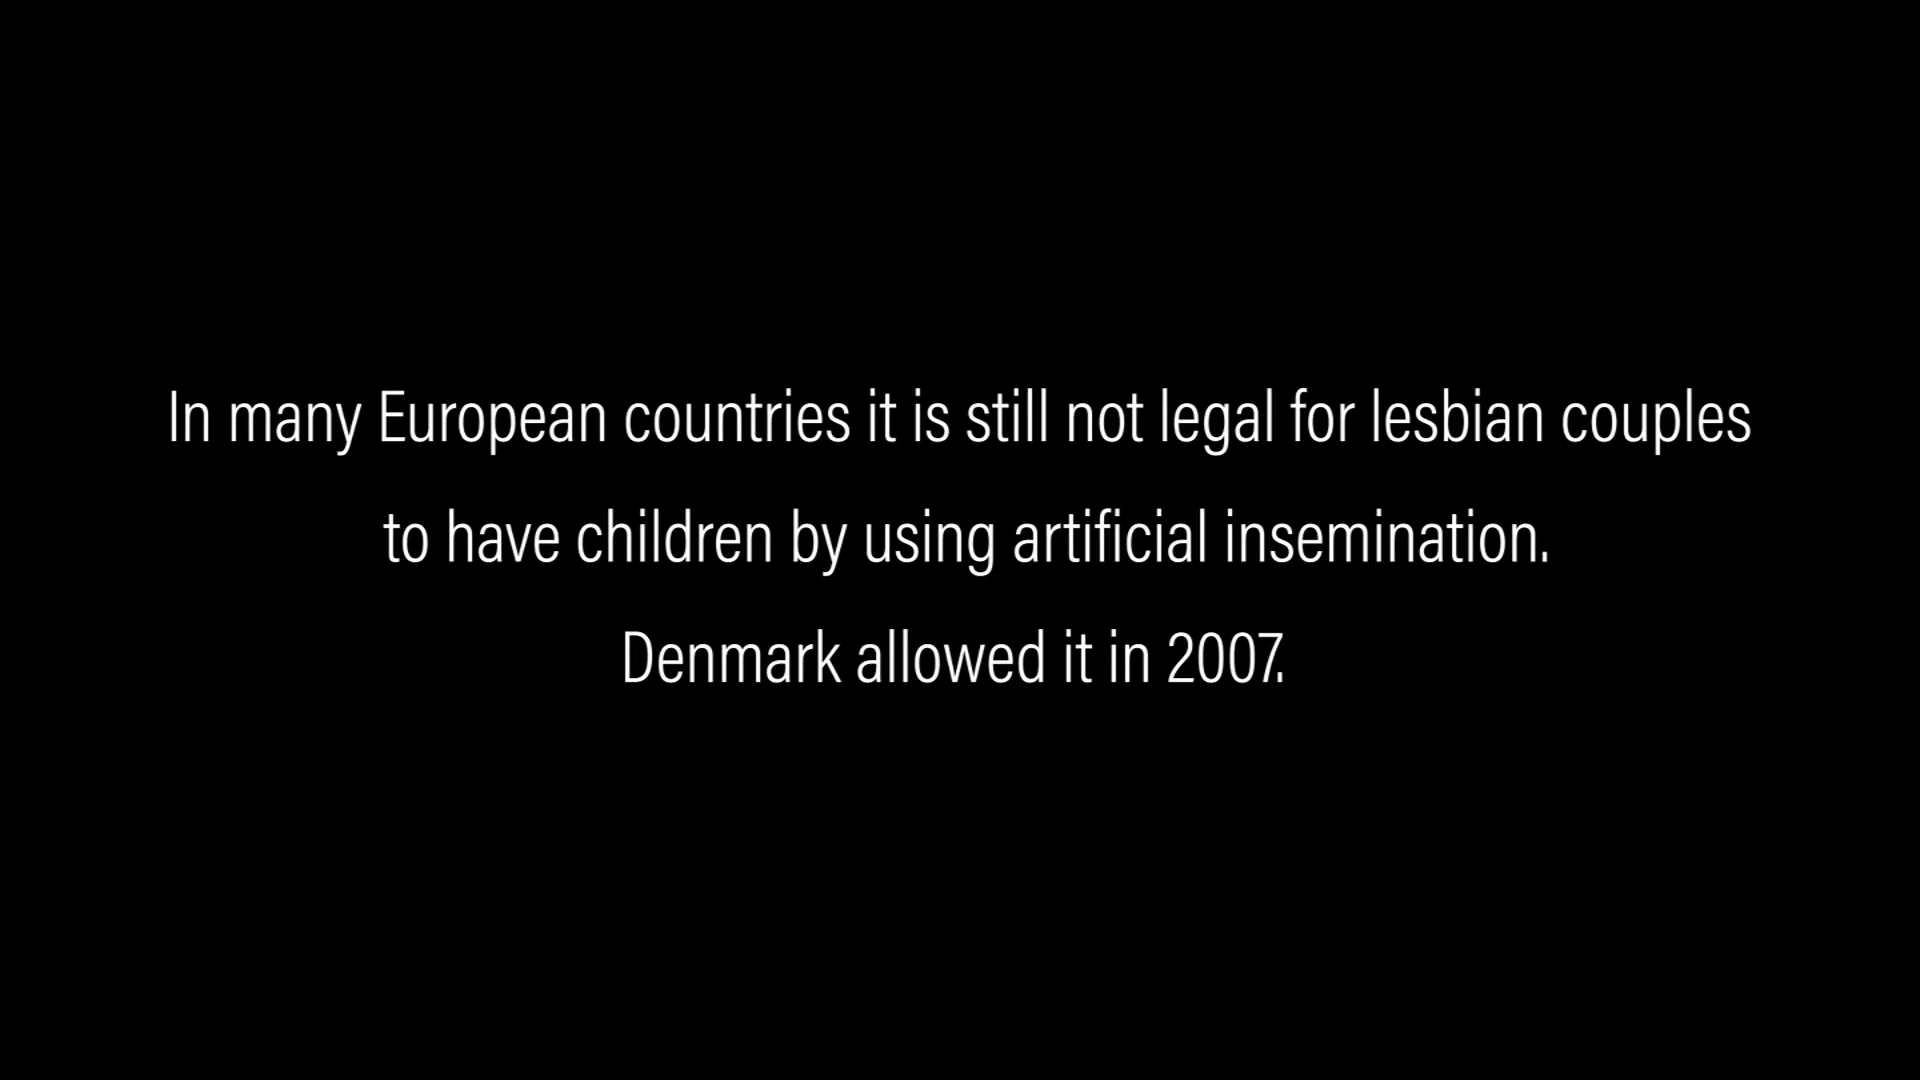 In many European countries it is still not legal for lesbian couples
to have children by using artificial insemination.
Denmark allowed it in 2007.